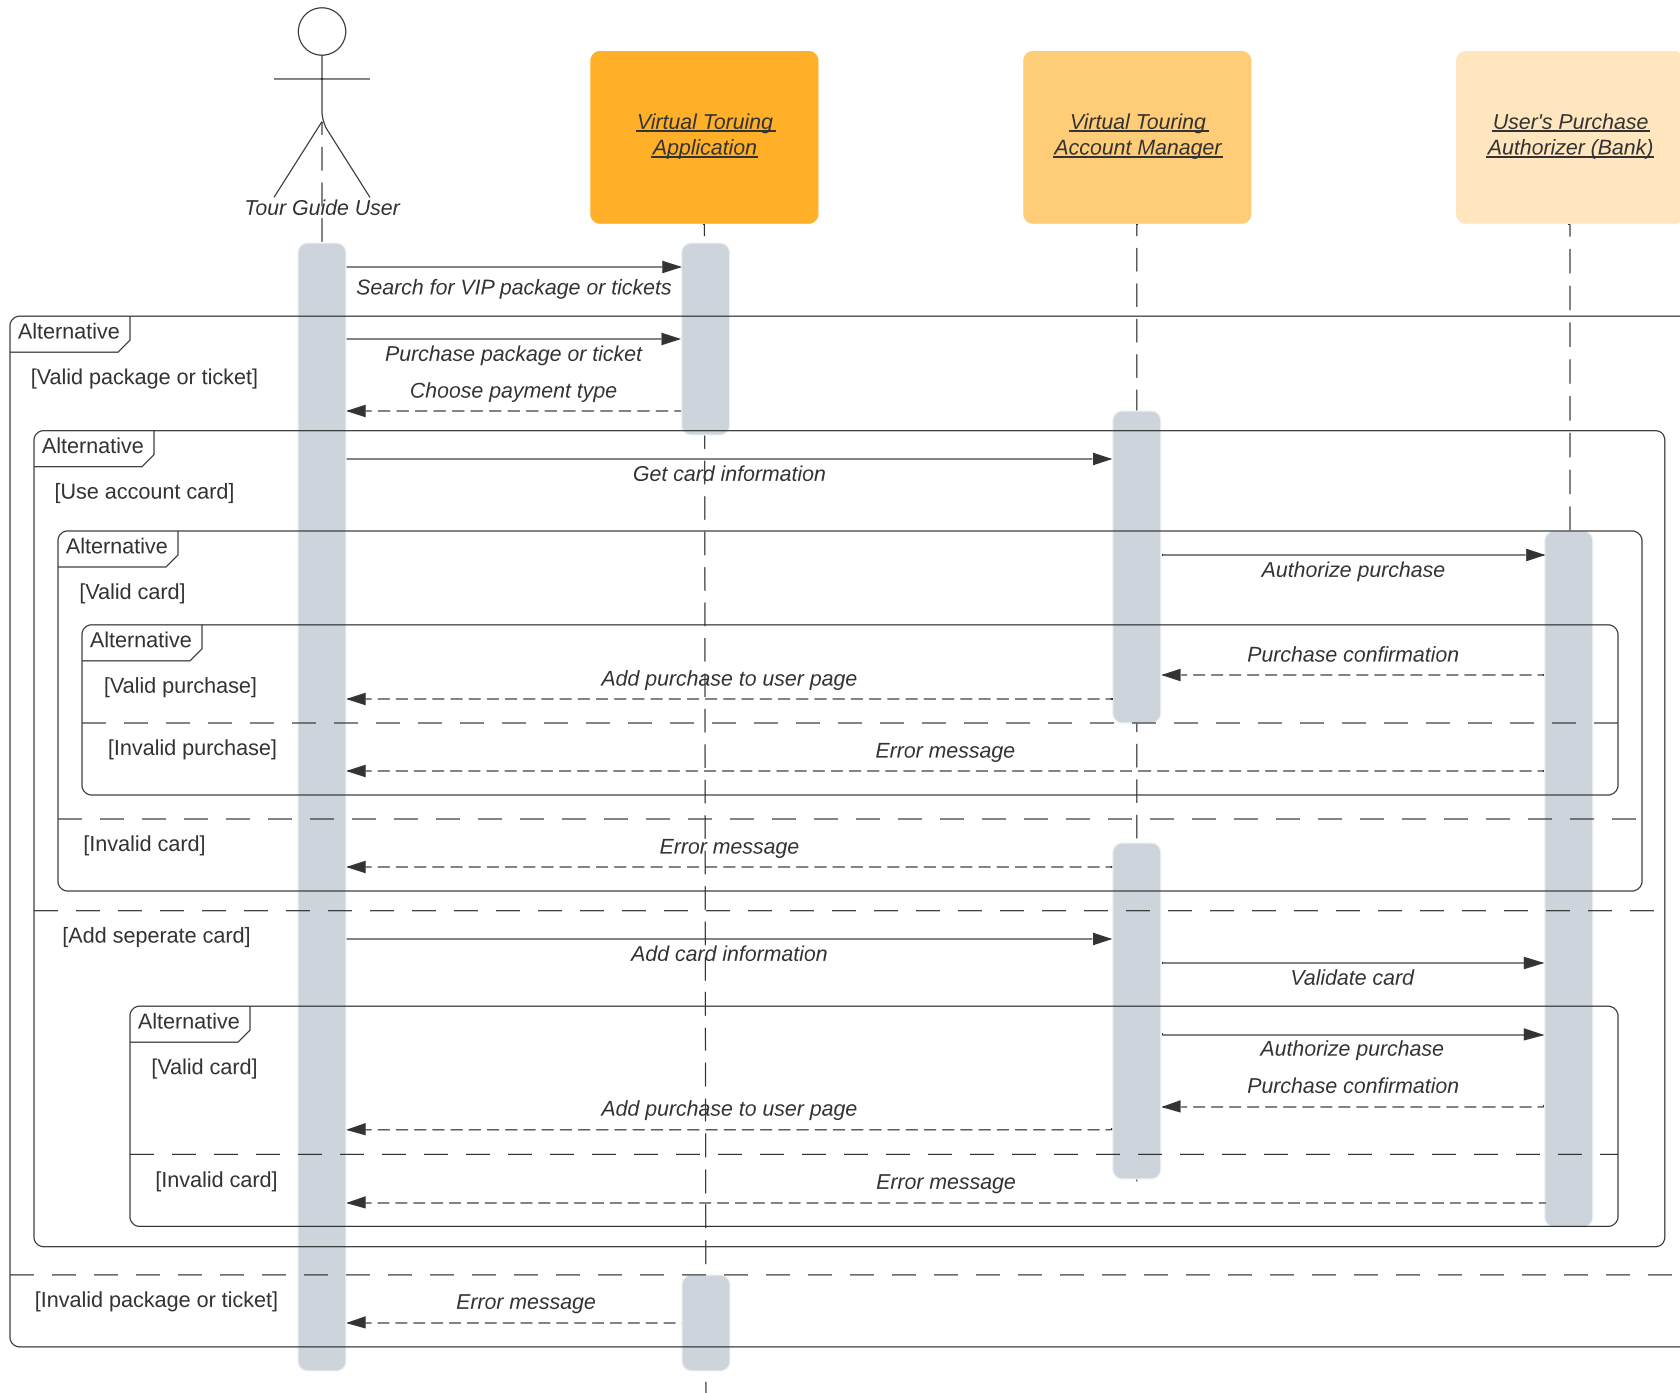 Virtual Toruing
Application
Virtual Touring
Account Manager
User's Purchase
Authorizer (Bank)
Tour Guide User
Search for VIP package or tickets
Alternative
Purchase package or ticket
[Valid package or ticket]
Choose payment type
Alternative
Get card information
[Use account card]
Alternative
Authorize purchase
[Valid card]
Alternative
Purchase confirmation
Add purchase to user page
[Valid purchase]
[Invalid purchase]
Error message
[Invalid card]
Error message
[Add seperate card]
Add card information
Validate card
Alternative
Authorize purchase
[Valid card]
Purchase confirmation
Add purchase to user page
[Invalid card]
Error message
[Invalid package or ticket]
Error message